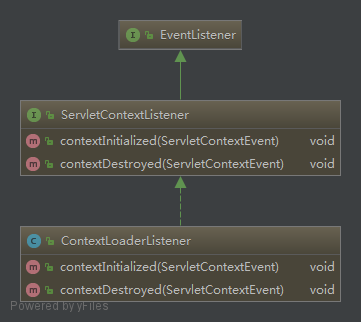 EventListener
ServletContextListener
contextInitialized(ServletContextEvent) void
contextDestroyed(ServletContextEvent) void
ContextLoaderListener
contextInitialized(ServletContextEvent) void
contextDestroyed(ServletContextEvent) void
Powered by yFiles